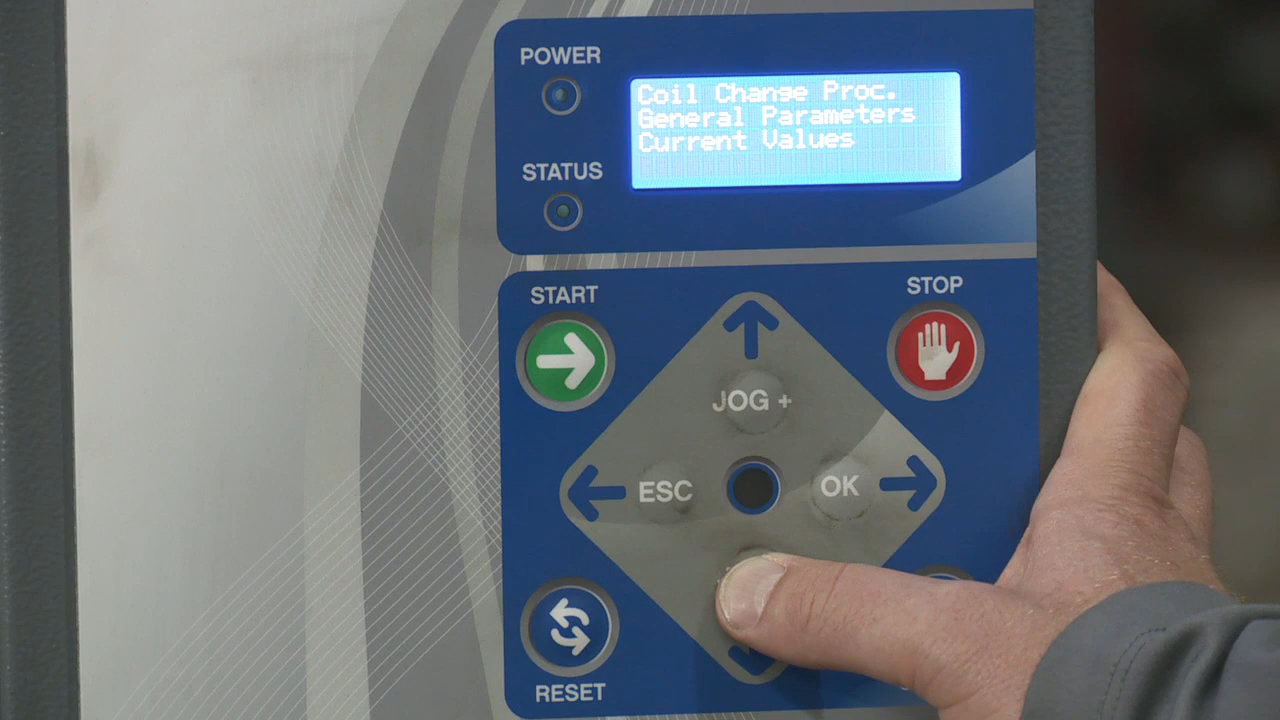 POWER
Coil Change Proc.
General Parameters
Current Values
STATUS
START
STOP
JOG +
ESC
OK
RESET